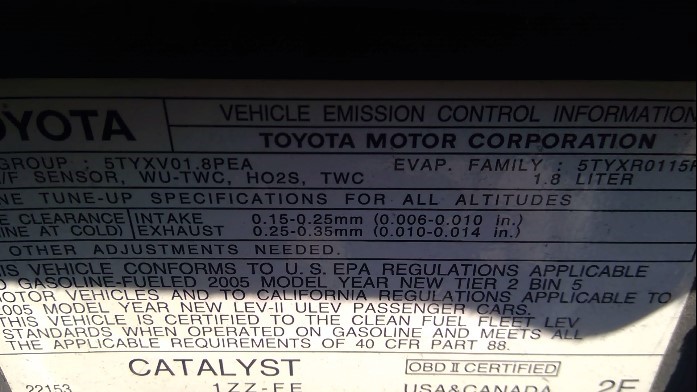 OYOTA
VEHICLE EMISSION CONTROL INFORMATION
TOYOTA MOTOR CORPORATION
GROUP : 5TYXV01.8PEA EVAP. FAMILY : 5TYXR0115P
/F SENSOR, WU-TWC, HO2S, TWC 1.8 LITER
NE TUNE-UP SPECIFICATIONS FOR ALL ALTITUDES
E CLEARANCE INTAKE 0.15-0.25mm (0.006-0.010 in.)
INE AT COLD) EXHAUST 0.25-0.35mm (0.010-0.014 in.)
OTHER ADJUSTMENTS NEEDED.
IS VEHICLE CONFORMS TO U.S. EPA REGULATIONS APPLICABLE
O GASOLINE-FUELED 2005 MODEL YEAR NEW TIER 2 BIN 5
MOTOR VEHICLES AND TO CALIFORNIA REGULATIONS APPLICABLE TO
2005 MODEL YEAR NEW LEV-II ULEV PASSENGER CARS.
THIS VEHICLE IS CERTIFIED TO THE CLEAN FUEL FLEET LEV
STANDARDS WHEN OPERATED ON GASOLINE AND MEETS ALL
THE APPLICABLE REQUIREMENTS OF 40 CFR PART 88.
CATALYST OBD II CERTIFIED
22153 1ZZ-FE USA&CANADA 2F